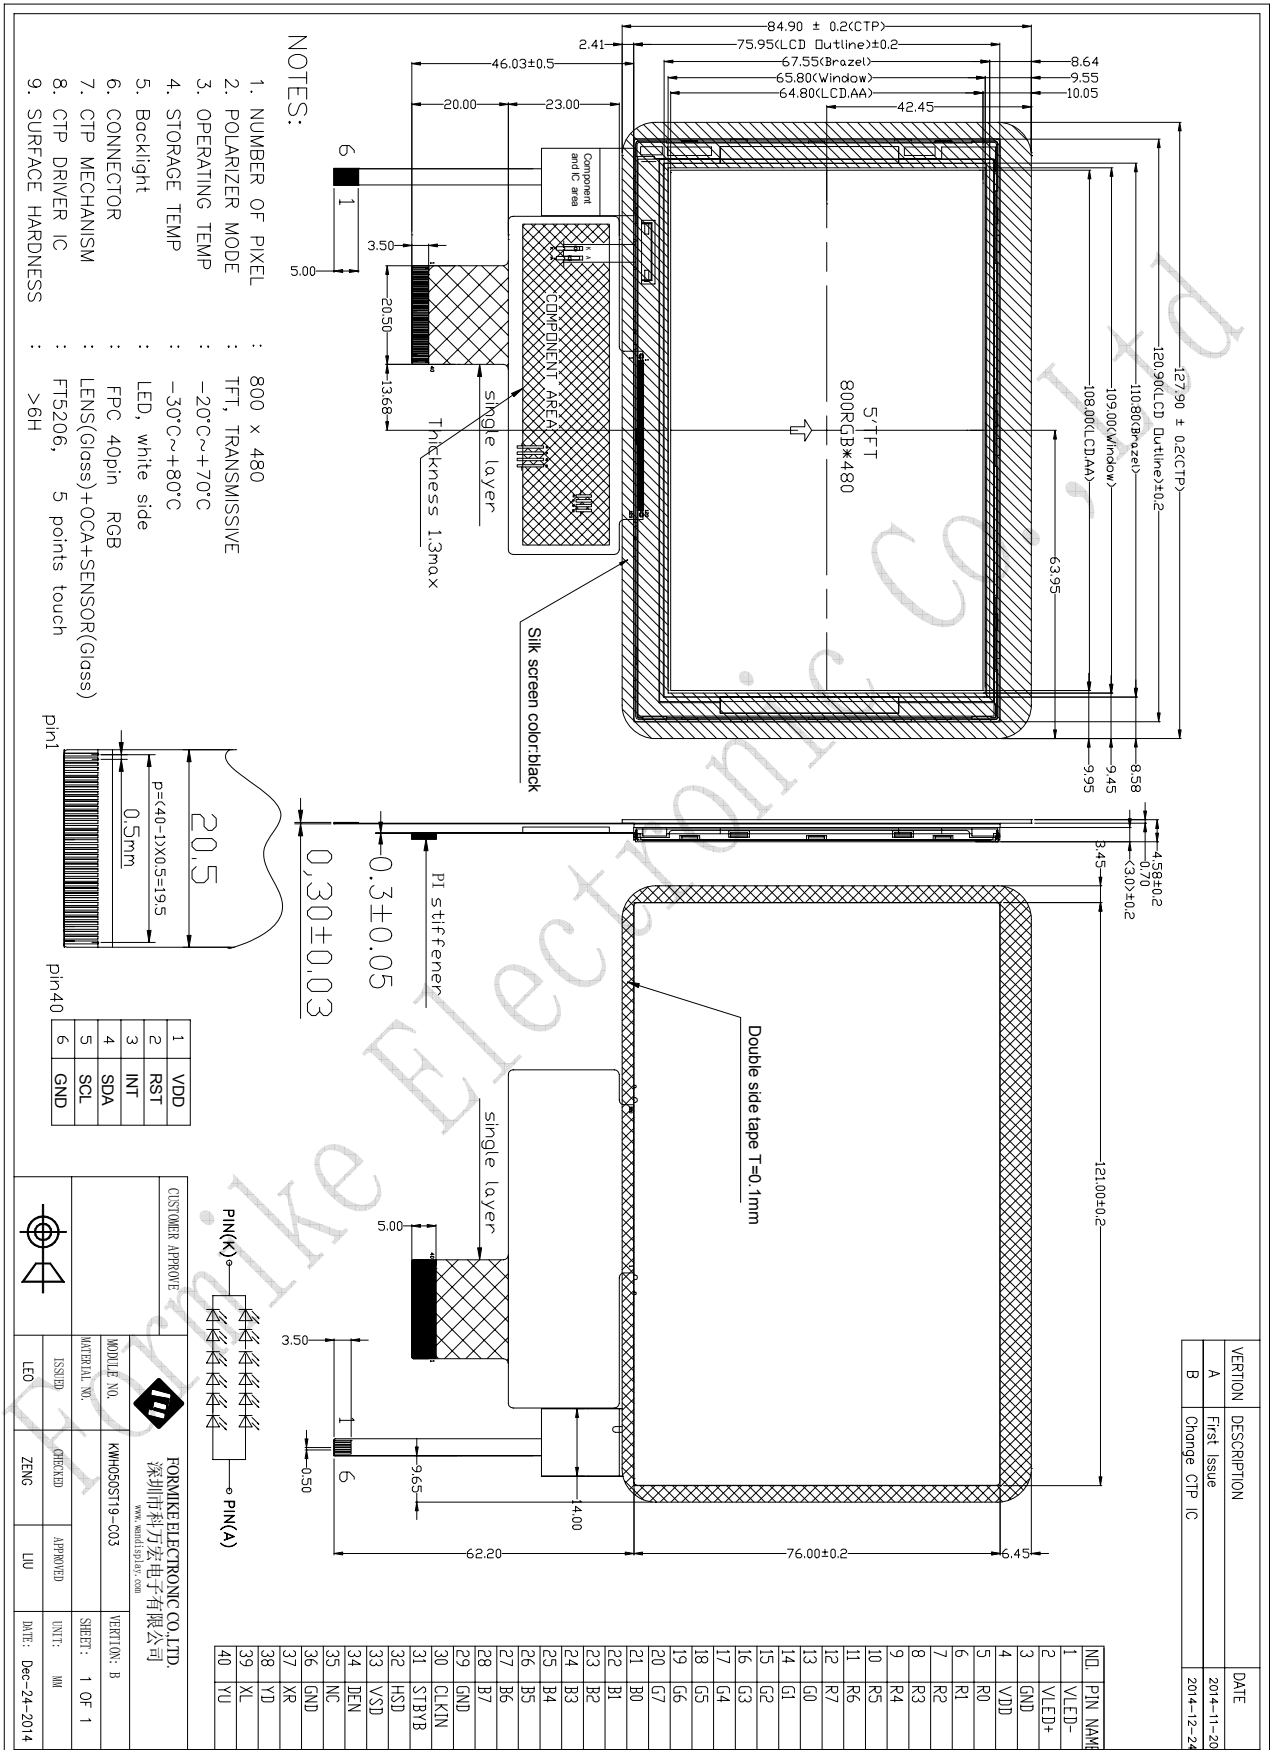 VERTION DESCRIPTION DATE
A First Issue 2014-11-20
B Change CTP IC 2014-12-24
84.90 ± 0.2(CTP)
2.41
75.95(LCD Outline)±0.2
67.55(Brazel)
65.80(Window)
64.80(LCD.AA)
8.64
9.55
10.05
42.45
46.03±0.5
20.00
23.00
127.90 ± 0.2(CTP)
120.90(LCD Outline)±0.2
110.80(Brazel)
109.00(Window)
108.00(LCD.AA)
63.95
8.58
9.45
9.95
5'TFT
800RGB*480
Component
and IC area
COMPONENT AREA
K
A
6
1
3.50
5.00
20.50
13.68
single layer
Thickness 1.3max
Silk screen color:black
4.58±0.2
0.70
(3.0)±0.2
PI stiffener
0.3±0.05
0,30±0,03
3.45
121.00±0.2
Double side tape T=0.1mm
single layer
5.00
3.50
1
6
0.50
9.65
14.00
62.20
76.00±0.2
6.45
NOTES:
1. NUMBER OF PIXEL : 800 x 480
2. POLARIZER MODE : TFT, TRANSMISSIVE
3. OPERATING TEMP : -20°C~+70°C
4. STORAGE TEMP : -30°C~+80°C
5. Backlight : LED, white side
6. CONNECTOR : FPC 40pin RGB
7. CTP MECHANISM : LENS(Glass)+OCA+SENSOR(Glass)
8. CTP DRIVER IC : FT5206, 5 points touch
9. SURFACE HARDNESS : >6H
20,5
p=(40-1)X0.5=19.5
0.5mm
pin1
pin40
1 VDD
2 RST
3 INT
4 SDA
5 SCL
6 GND
PIN(K)
PIN(A)
NO. PIN NAME
1 VLED-
2 VLED+
3 GND
4 VDD
5 R0
6 R1
7 R2
8 R3
9 R4
10 R5
11 R6
12 R7
13 G0
14 G1
15 G2
16 G3
17 G4
18 G5
19 G6
20 G7
21 B0
22 B1
23 B2
24 B3
25 B4
26 B5
27 B6
28 B7
29 GND
30 CLKIN
31 STBYB
32 HSD
33 VSD
34 DEN
35 NC
36 GND
37 XR
38 YD
39 XL
40 YU
CUSTOMER APPROVE
FORMIKE ELECTRONIC CO.,LTD.
深圳市科万宏电子有限公司
www.wandisplay.com
MODULE NO. KWH050ST19-C03 VERTION: B
MATERIAL NO. SHEET: 1 OF 1
ISSUED CHECKED APPROVED UNIT: MM
LEO ZENG LIU DATE: Dec-24-2014
Formike Electronic Co.,Ltd